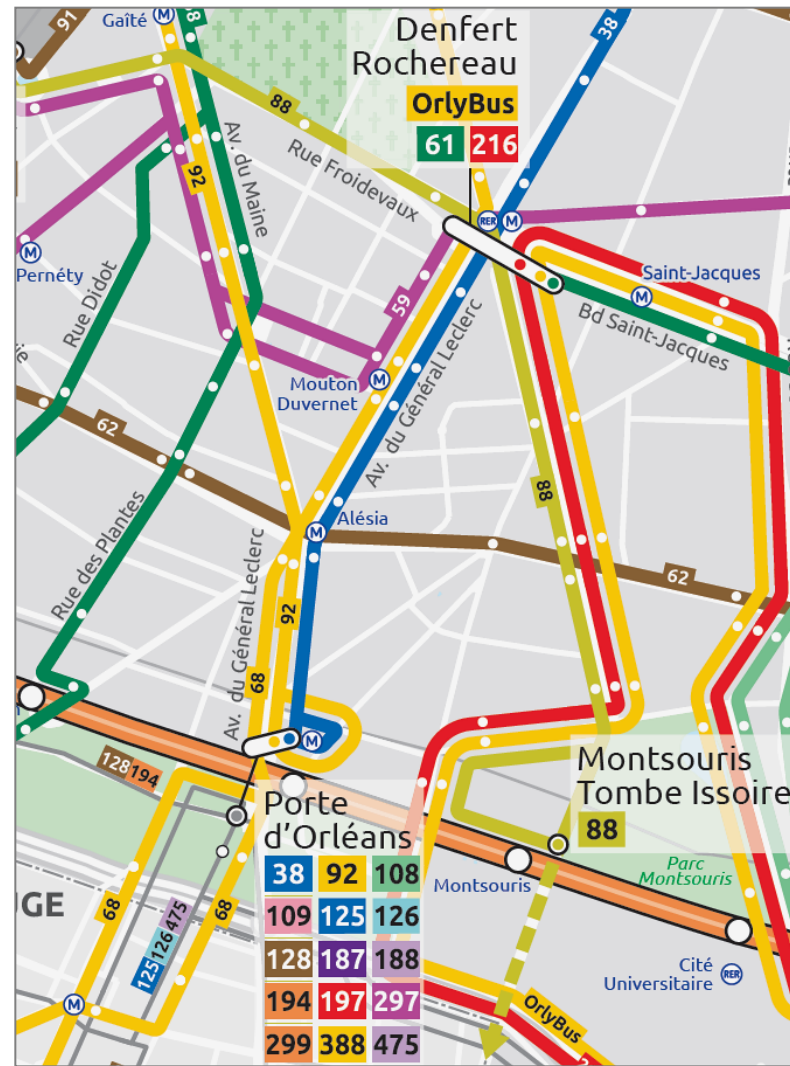 91
Gaîté
M
68
Denfert
Rochereau
OrlyBus
61 216
38
88
Rue Froidevaux
Av. du Maine
92
RER M
M
Pernéty
Rue Didot
59
Saint-Jacques
M
Bd Saint-Jacques
Mouton
Duvernet
M
Av. du Général Leclerc
62
88
M
Alésia
62
Rue des Plantes
Av. du Général Leclerc
92
68
M
128 194
Porte
d'Orléans
38 92 108
109 125 126
128 187 188
194 197 297
299 388 475
Montsouris
Tombe Issoire
88
Parc
Montsouris
Montsouris
68
68
125 126 475
M
Cité
Universitaire
RER
OrlyBus